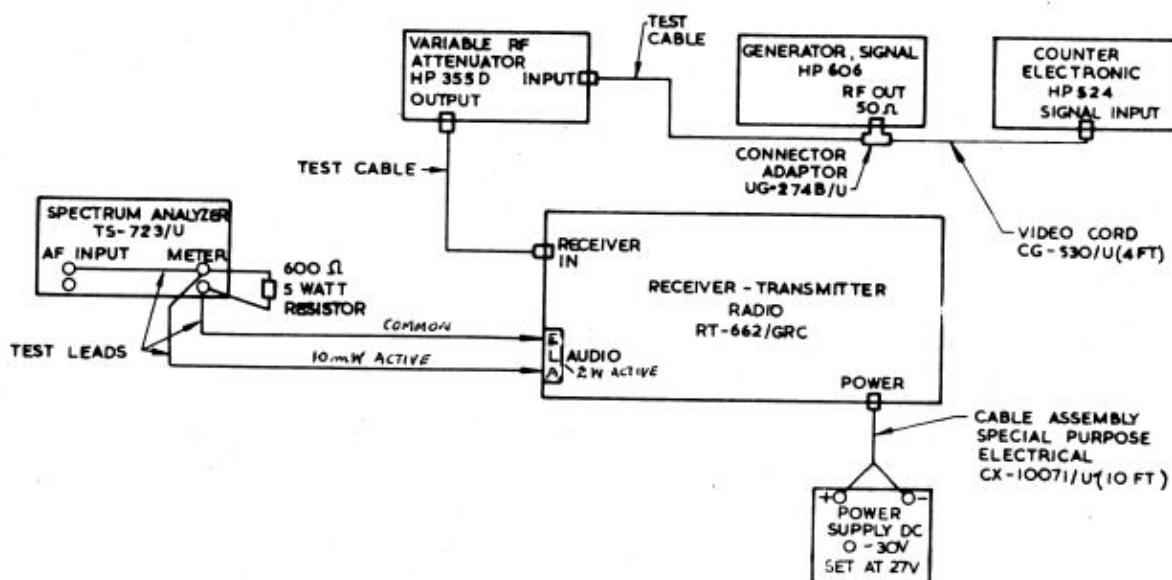 VARIABLE RF
ATTENUATOR
HP 355D INPUT
OUTPUT
TEST
CABLE
GENERATOR, SIGNAL
HP 606
RF OUT
50 Ω
COUNTER
ELECTRONIC
HP 524
SIGNAL INPUT
CONNECTOR
ADAPTOR
UG-274B/U
TEST CABLE
VIDEO CORD
CG-530/U(4FT)
SPECTRUM ANALYZER
TS-723/U
AF INPUT METER
600 Ω
5 WATT
RESISTOR
TEST LEADS
COMMON
10mW ACTIVE
RECEIVER
IN
RECEIVER - TRANSMITTER
RADIO
RT-662/GRC
E
L
A
AUDIO
2W ACTIVE
POWER
CABLE ASSEMBLY
SPECIAL PURPOSE
ELECTRICAL
CX-10071/U (10 FT)
+ -
POWER
SUPPLY DC
0-30V
SET AT 27V